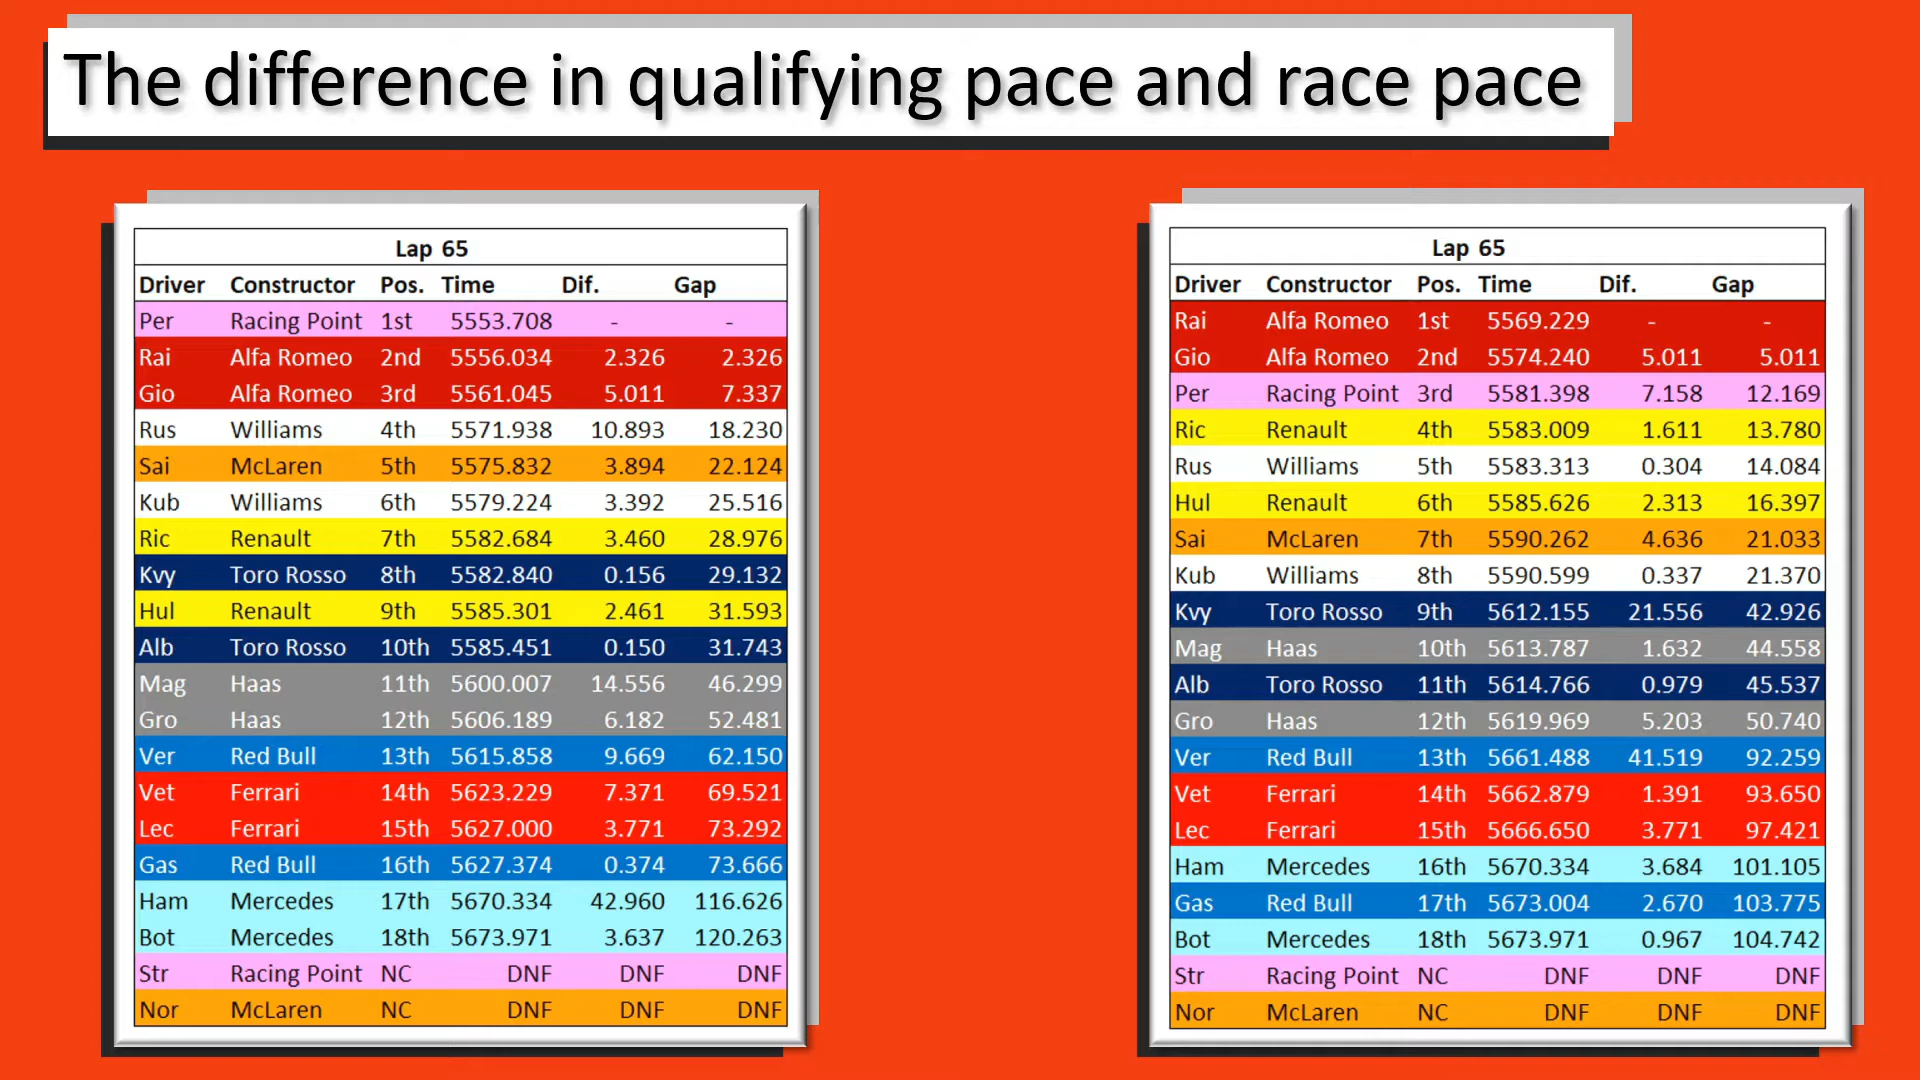 The difference in qualifying pace and race pace
Lap 65
Driver Constructor Pos. Time Dif. Gap
Per Racing Point 1st 5553.708 - -
Rai Alfa Romeo 2nd 5556.034 2.326 2.326
Gio Alfa Romeo 3rd 5561.045 5.011 7.337
Rus Williams 4th 5571.938 10.893 18.230
Sai McLaren 5th 5575.832 3.894 22.124
Kub Williams 6th 5579.224 3.392 25.516
Ric Renault 7th 5582.684 3.460 28.976
Kvy Toro Rosso 8th 5582.840 0.156 29.132
Hul Renault 9th 5585.301 2.461 31.593
Alb Toro Rosso 10th 5585.451 0.150 31.743
Mag Haas 11th 5600.007 14.556 46.299
Gro Haas 12th 5606.189 6.182 52.481
Ver Red Bull 13th 5615.858 9.669 62.150
Vet Ferrari 14th 5623.229 7.371 69.521
Lec Ferrari 15th 5627.000 3.771 73.292
Gas Red Bull 16th 5627.374 0.374 73.666
Ham Mercedes 17th 5670.334 42.960 116.626
Bot Mercedes 18th 5673.971 3.637 120.263
Str Racing Point NC DNF DNF DNF
Nor McLaren NC DNF DNF DNF
Lap 65
Driver Constructor Pos. Time Dif. Gap
Rai Alfa Romeo 1st 5569.229 - -
Gio Alfa Romeo 2nd 5574.240 5.011 5.011
Per Racing Point 3rd 5581.398 7.158 12.169
Ric Renault 4th 5583.009 1.611 13.780
Rus Williams 5th 5583.313 0.304 14.084
Hul Renault 6th 5585.626 2.313 16.397
Sai McLaren 7th 5590.262 4.636 21.033
Kub Williams 8th 5590.599 0.337 21.370
Kvy Toro Rosso 9th 5612.155 21.556 42.926
Mag Haas 10th 5613.787 1.632 44.558
Alb Toro Rosso 11th 5614.766 0.979 45.537
Gro Haas 12th 5619.969 5.203 50.740
Ver Red Bull 13th 5661.488 41.519 92.259
Vet Ferrari 14th 5662.879 1.391 93.650
Lec Ferrari 15th 5666.650 3.771 97.421
Ham Mercedes 16th 5670.334 3.684 101.105
Gas Red Bull 17th 5673.004 2.670 103.775
Bot Mercedes 18th 5673.971 0.967 104.742
Str Racing Point NC DNF DNF DNF
Nor McLaren NC DNF DNF DNF